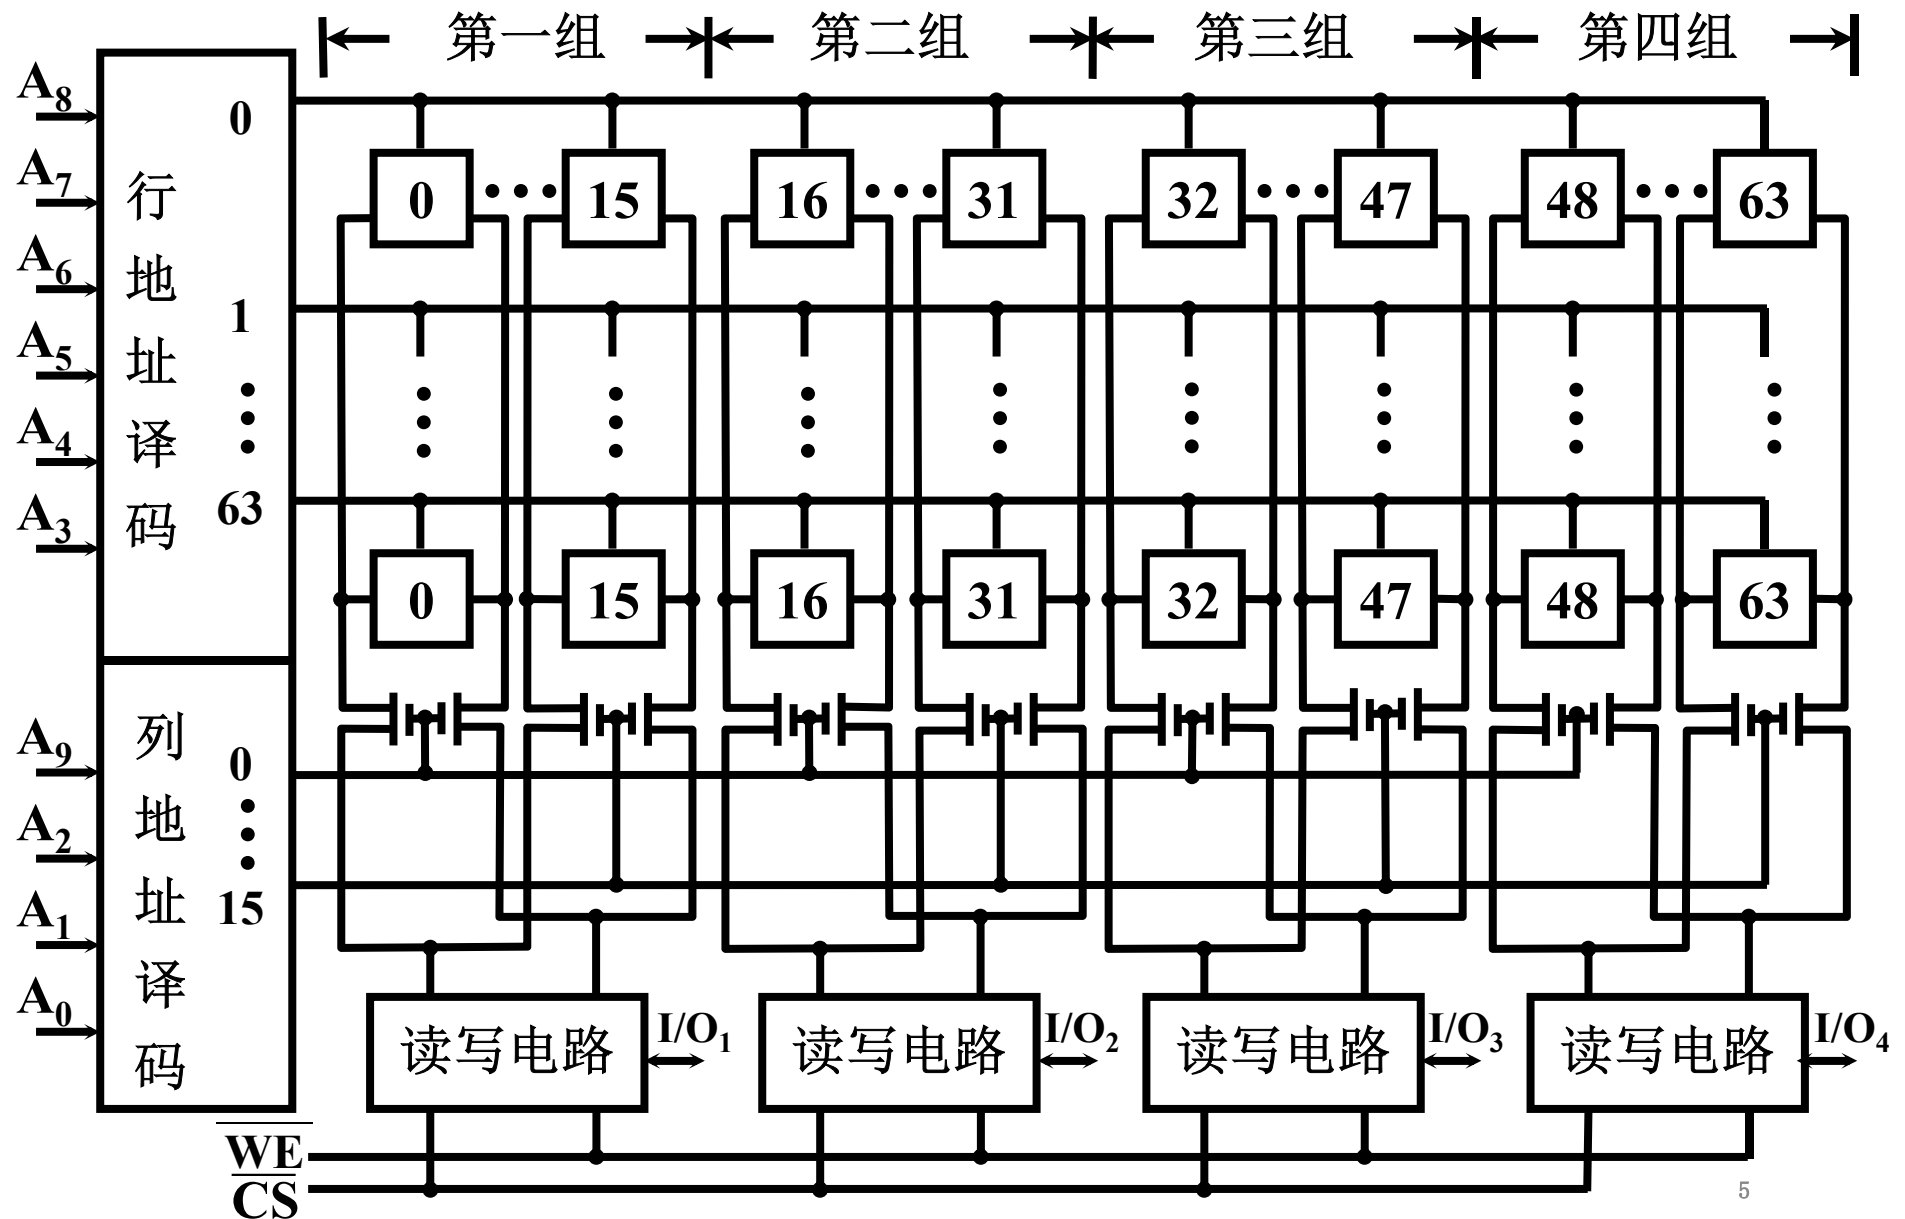 第一组 第二组 第三组 第四组
A8
A7
A6
A5
A4
A3
行地址译码
0
1
63
0 15 16 31 32 47 48 63
0 15 16 31 32 47 48 63
A9
A2
A1
A0
列地址译码
0
15
读写电路 I/O1 读写电路 I/O2 读写电路 I/O3 读写电路 I/O4
WE
CS
5